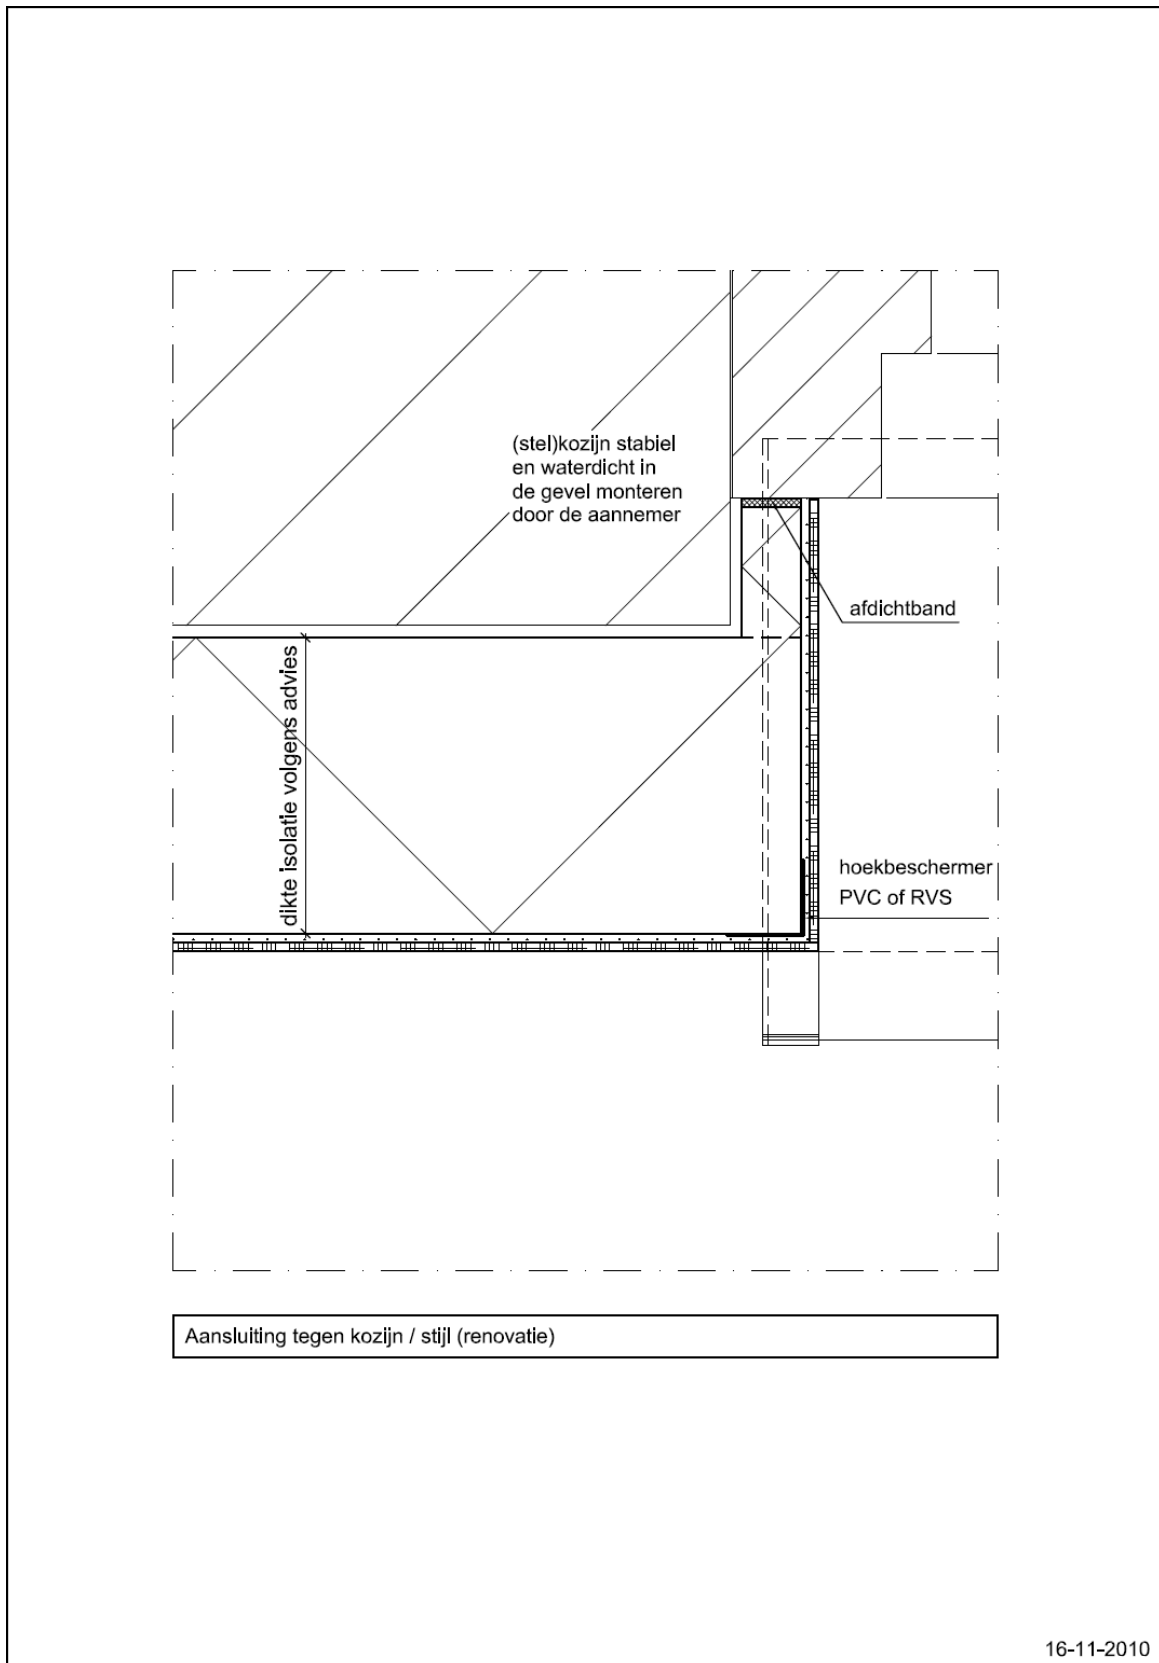 (stel)kozijn stabiel
en waterdicht in
de gevel monteren
door de aannemer
afdichtband
dikte isolatie volgens advies
hoekbeschermer
PVC of RVS
Aansluiting tegen kozijn / stijl (renovatie)
16-11-2010